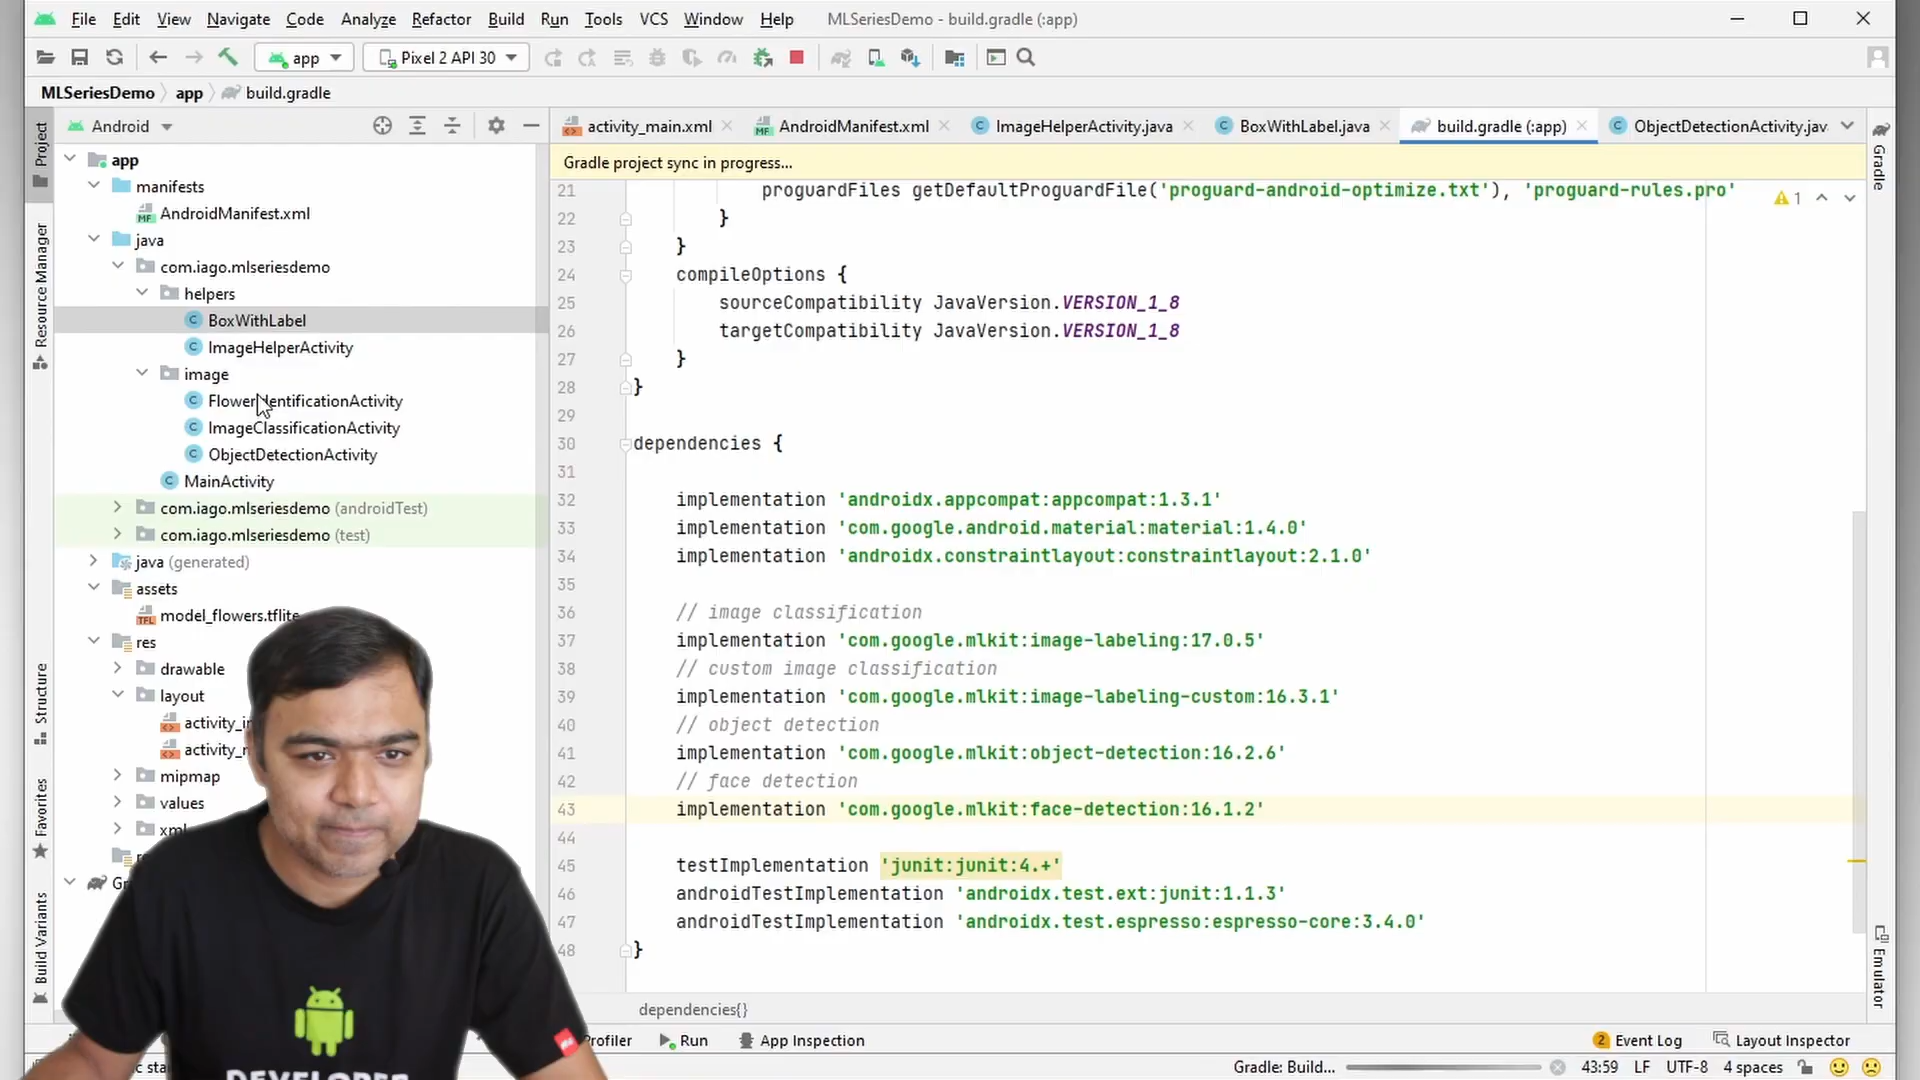 File Edit View Navigate Code Analyze Refactor Build Run Tools VCS Window Help MLSeriesDemo - build.gradle (:app)
app Pixel 2 API 30
MLSeriesDemo app build.gradle
Project
Resource Manager
Structure
Favorites
Build Variants
Android
app
manifests
AndroidManifest.xml
java
com.iago.mlseriesdemo
helpers
BoxWithLabel
ImageHelperActivity
image
ImageClassificationActivity
ObjectDetectionActivity
MainActivity
com.iago.mlseriesdemo (androidTest)
com.iago.mlseriesdemo (test)
java (generated)
assets
model_flowers.tflite
res
drawable
layout
mipmap
values
activity_main.xml AndroidManifest.xml ImageHelperActivity.java BoxWithLabel.java build.gradle (:app) ObjectDetectionActivity.jav
Gradle project sync in progress...
1
21 proguardFiles getDefaultProguardFile('proguard-android-optimize.txt'), 'proguard-rules.pro'
22 }
23 }
24 compileOptions {
25 sourceCompatibility JavaVersion.VERSION_1_8
26 targetCompatibility JavaVersion.VERSION_1_8
27 }
28 }
29
30 dependencies {
31
32 implementation 'androidx.appcompat:appcompat:1.3.1'
33 implementation 'com.google.android.material:material:1.4.0'
34 implementation 'androidx.constraintlayout:constraintlayout:2.1.0'
35
36 // image classification
37 implementation 'com.google.mlkit:image-labeling:17.0.5'
38 // custom image classification
39 implementation 'com.google.mlkit:image-labeling-custom:16.3.1'
40 // object detection
41 implementation 'com.google.mlkit:object-detection:16.2.6'
42 // face detection
43 implementation 'com.google.mlkit:face-detection:16.1.2'
44
45 testImplementation 'junit:junit:4.+'
46 androidTestImplementation 'androidx.test.ext:junit:1.1.3'
47 androidTestImplementation 'androidx.test.espresso:espresso-core:3.4.0'
48 }
dependencies{}
Gradle
Emulator
Run App Inspection 2 Event Log Layout Inspector
Gradle: Build... 43:59 LF UTF-8 4 spaces
DEVELOPER